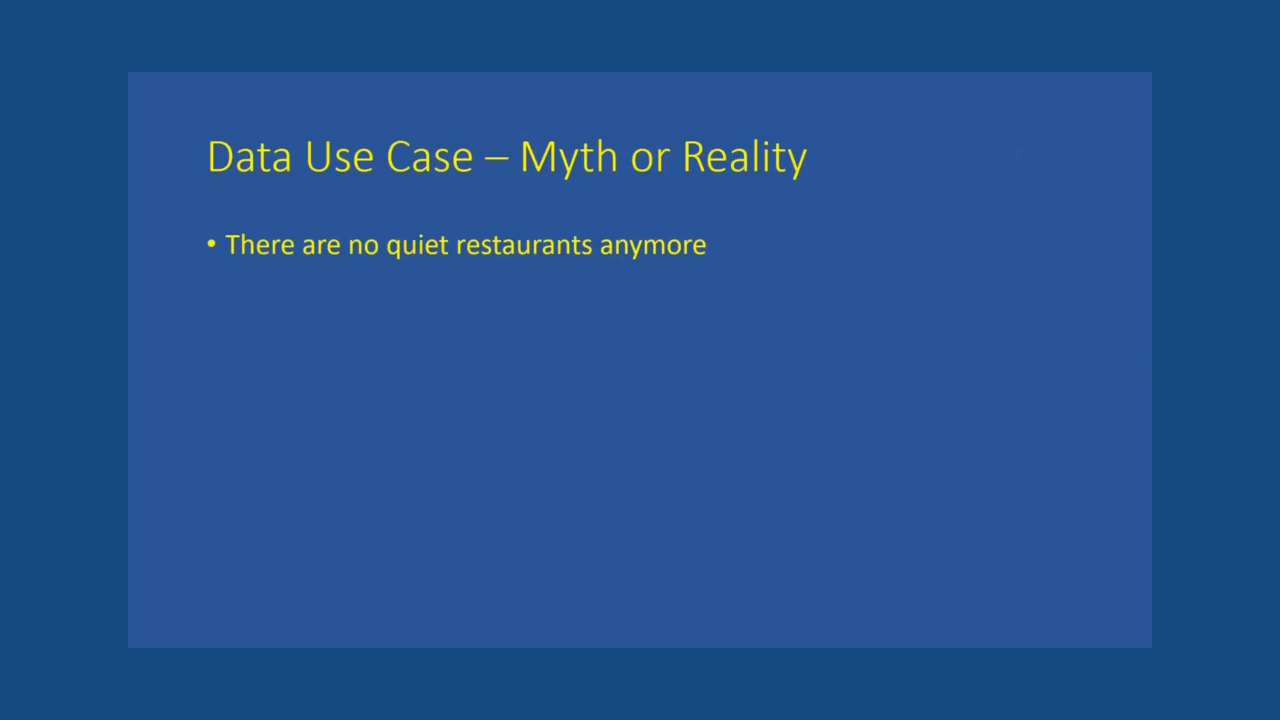 Data Use Case – Myth or Reality
• There are no quiet restaurants anymore